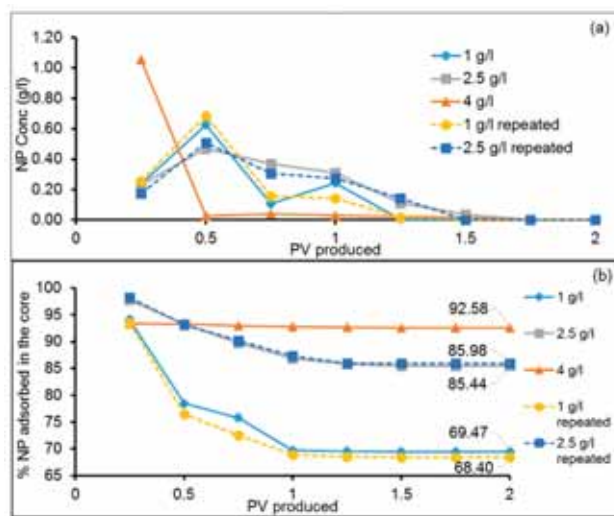 (a)
NP Conc (g/l)
1.20
1.00
0.80
0.60
0.40
0.20
0.00
0
0.5
1
1.5
2
PV produced
1 g/l
2.5 g/l
4 g/l
1 g/l repeated
2.5 g/l repeated
(b)
% NP adsorbed in the core
100
95
90
85
80
75
70
65
0
0.5
1
1.5
2
PV produced
92.58
85.98
85.44
69.47
68.40
1 g/l
2.5 g/l
4 g/l
1 g/l
repeated
2.5 g/l
repeated